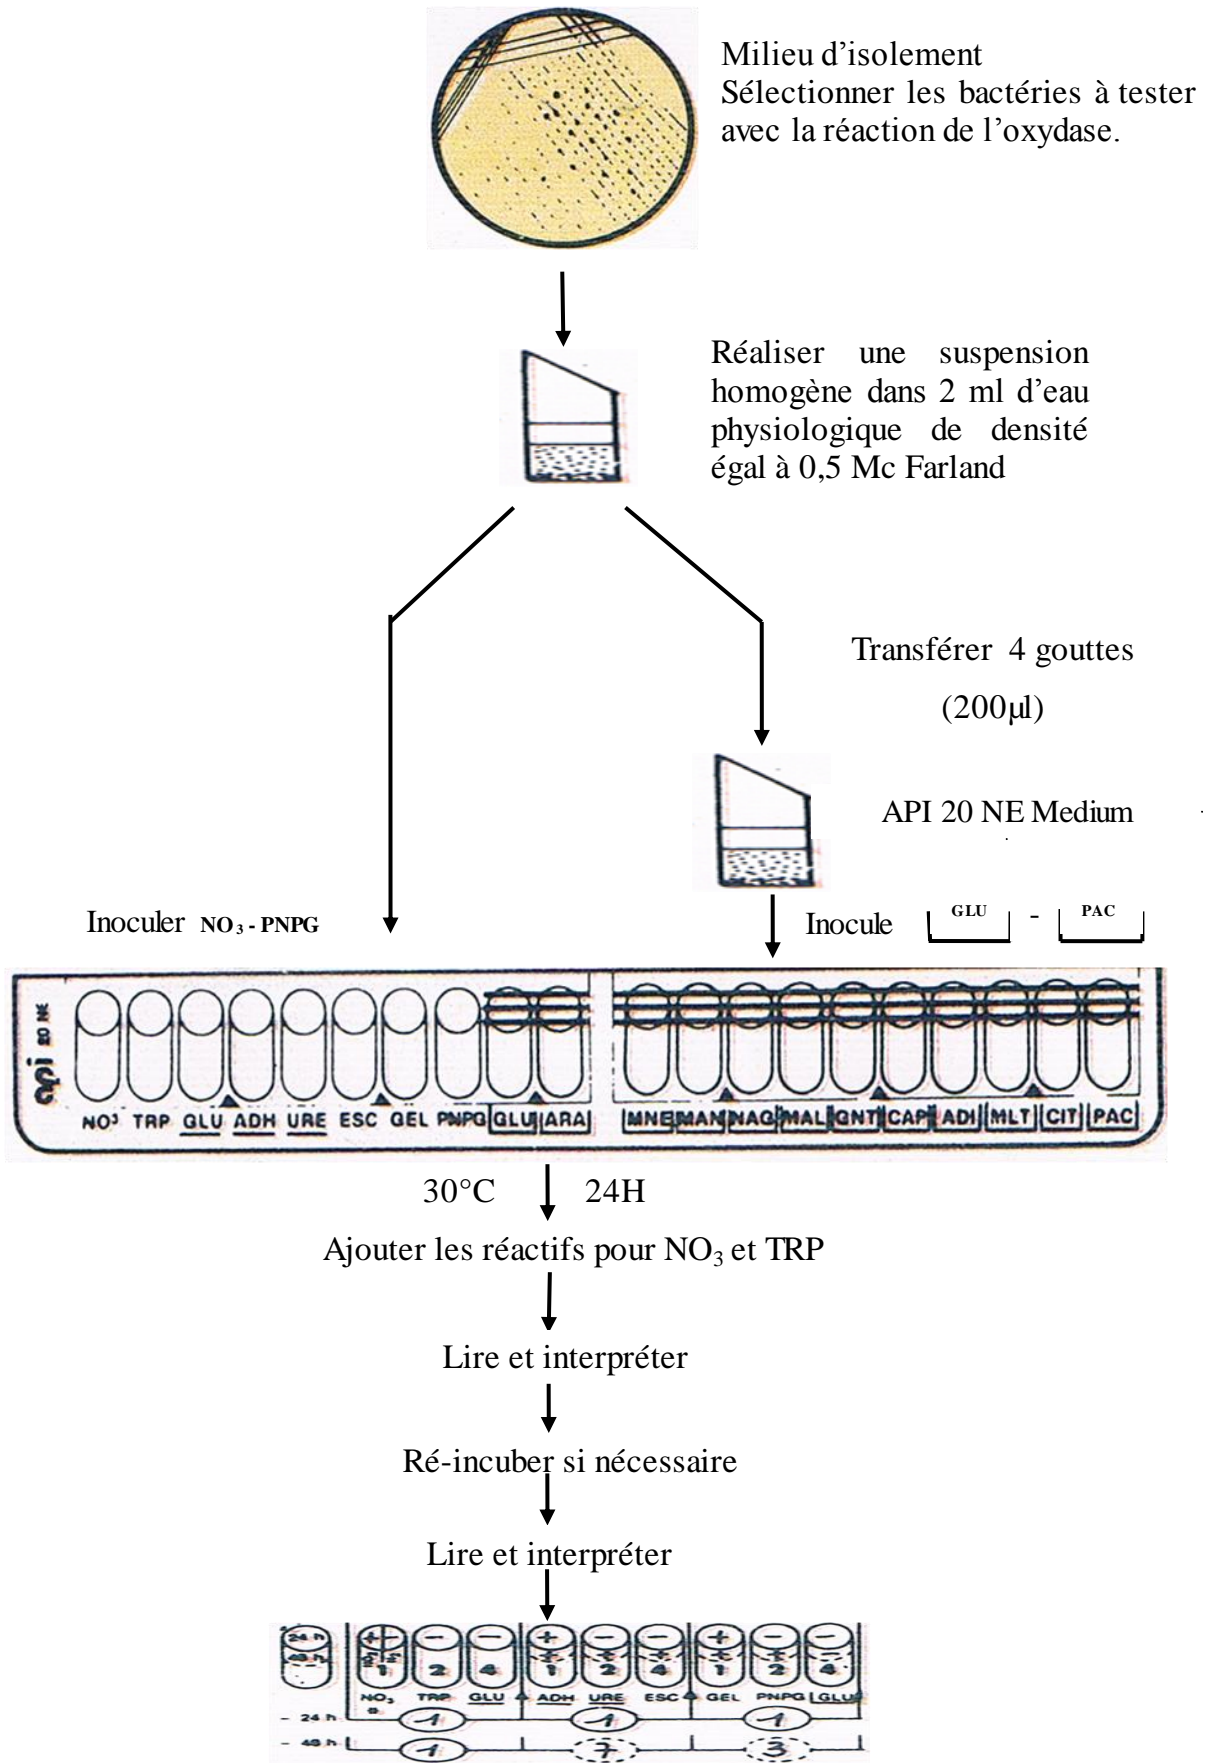 Milieu d'isolement
Sélectionner les bactéries à tester
avec la réaction de l'oxydase.
Réaliser une suspension
homogène dans 2 ml d'eau
physiologique de densité
égal à 0,5 Mc Farland
Transférer 4 gouttes
(200µl)
API 20 NE Medium
Inoculer NO₃ - PNPG
Inocule GLU - PAC
api 20 NE
NO³ TRP GLU ADH URE ESC GEL PNPG GLU ARA MNE MAN NAG MAL GNT CAP ADI MLT CIT PAC
30°C 24H
Ajouter les réactifs pour NO₃ et TRP
Lire et interpréter
Ré-incuber si nécessaire
Lire et interpréter
24 h + - - + - - + - -
48 h 1 2 4 1 2 4 1 2 4
NO₃ TRP GLU ADH URE ESC GEL PNPG GLU
- 24 h 1 1 1
- 48 h 1 7 3